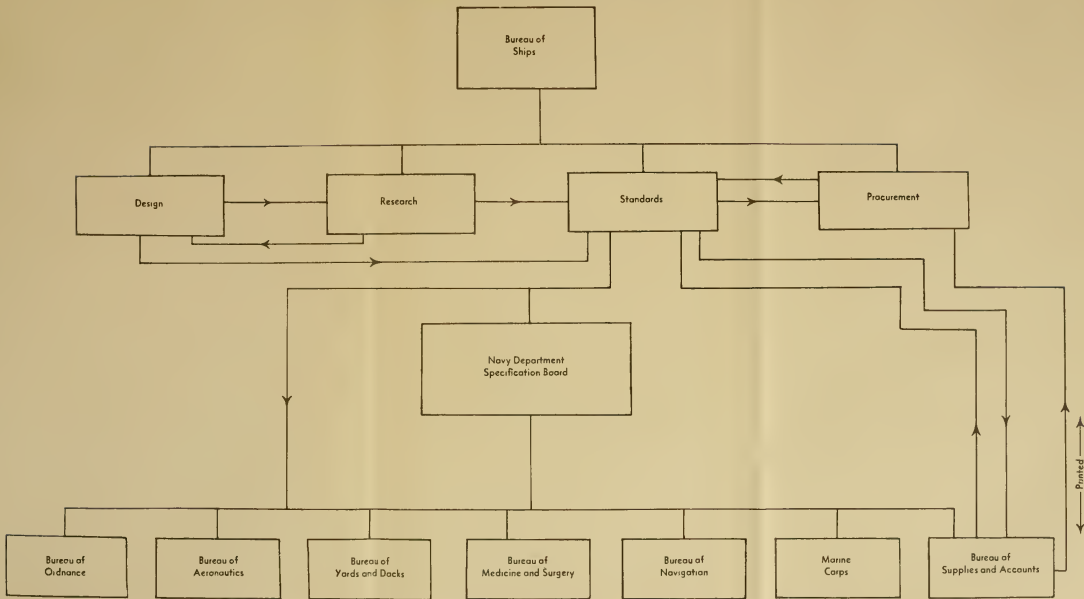 Bureau of
Ships
Design
Research
Standards
Procurement
Navy Department
Specification Board
Printed
Bureau of
Ordnance
Bureau of
Aeronautics
Bureau of
Yards and Docks
Bureau of
Medicine and Surgery
Bureau of
Navigation
Marine
Corps
Bureau of
Supplies and Accounts